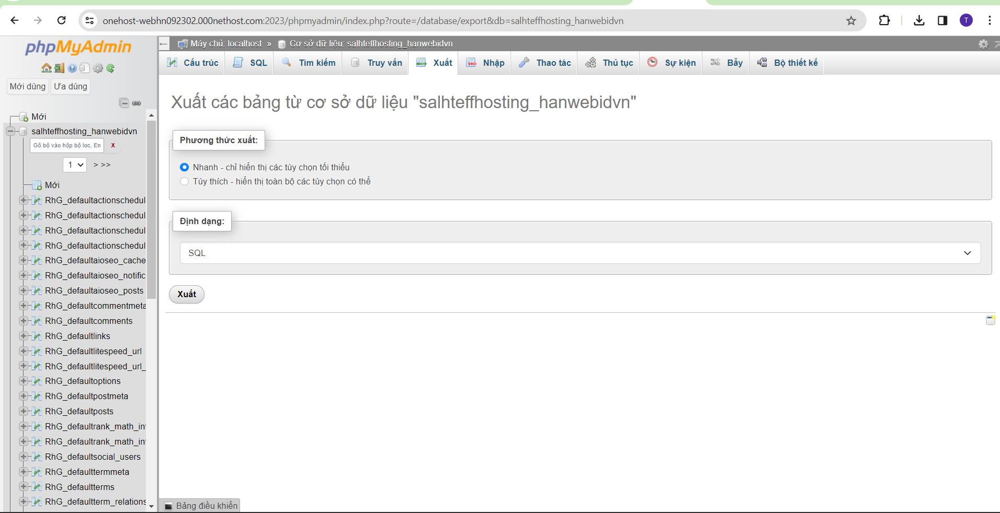 onehost-webhn092302.000nethost.com:2023/phpmyadmin/index.php?route=/database/export&db=salhteffhosting_hanwebidvn
T
phpMyAdmin
Mới dùng
Ưa dùng
Mới
salhteffhosting_hanwebidvn
Gõ bộ vào hộp bộ lọc, En
X
1
> >>
Mới
RhG_defaultactionschedul
RhG_defaultactionschedul
RhG_defaultactionschedul
RhG_defaultactionschedul
RhG_defaultaioseo_cache
RhG_defaultaioseo_notific
RhG_defaultaioseo_posts
RhG_defaultcommentmeta
RhG_defaultcomments
RhG_defaultlinks
RhG_defaultlitespeed_url
RhG_defaultlitespeed_url_
RhG_defaultoptions
RhG_defaultpostmeta
RhG_defaultposts
RhG_defaultrank_math_int
RhG_defaultrank_math_int
RhG_defaultsocial_users
RhG_defaulttermmeta
RhG_defaultterms
RhG_defaultterm_relations
Máy chủ: localhost » Cơ sở dữ liệu: salhteffhosting_hanwebidvn
Cấu trúc
SQL
Tìm kiếm
Truy vấn
Xuất
Nhập
Thao tác
Thủ tục
Sự kiện
Bẫy
Bộ thiết kế
Xuất các bảng từ cơ sở dữ liệu "salhteffhosting_hanwebidvn"
Phương thức xuất:
Nhanh - chỉ hiển thị các tùy chọn tối thiểu
Tùy thích - hiển thị toàn bộ các tùy chọn có thể
Định dạng:
SQL
Xuất
Bảng điều khiển